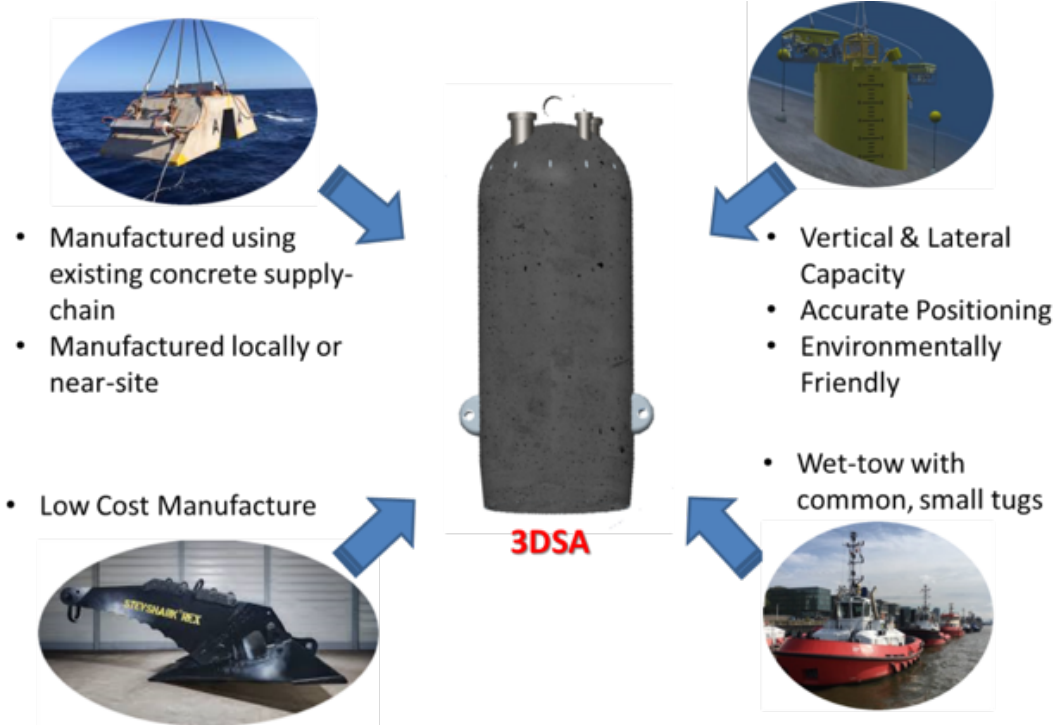 • Manufactured using
existing concrete supply-
chain
• Manufactured locally or
near-site
• Vertical & Lateral
Capacity
• Accurate Positioning
• Environmentally
Friendly
• Low Cost Manufacture
• Wet-tow with
common, small tugs
3DSA
STEVSHARK REX